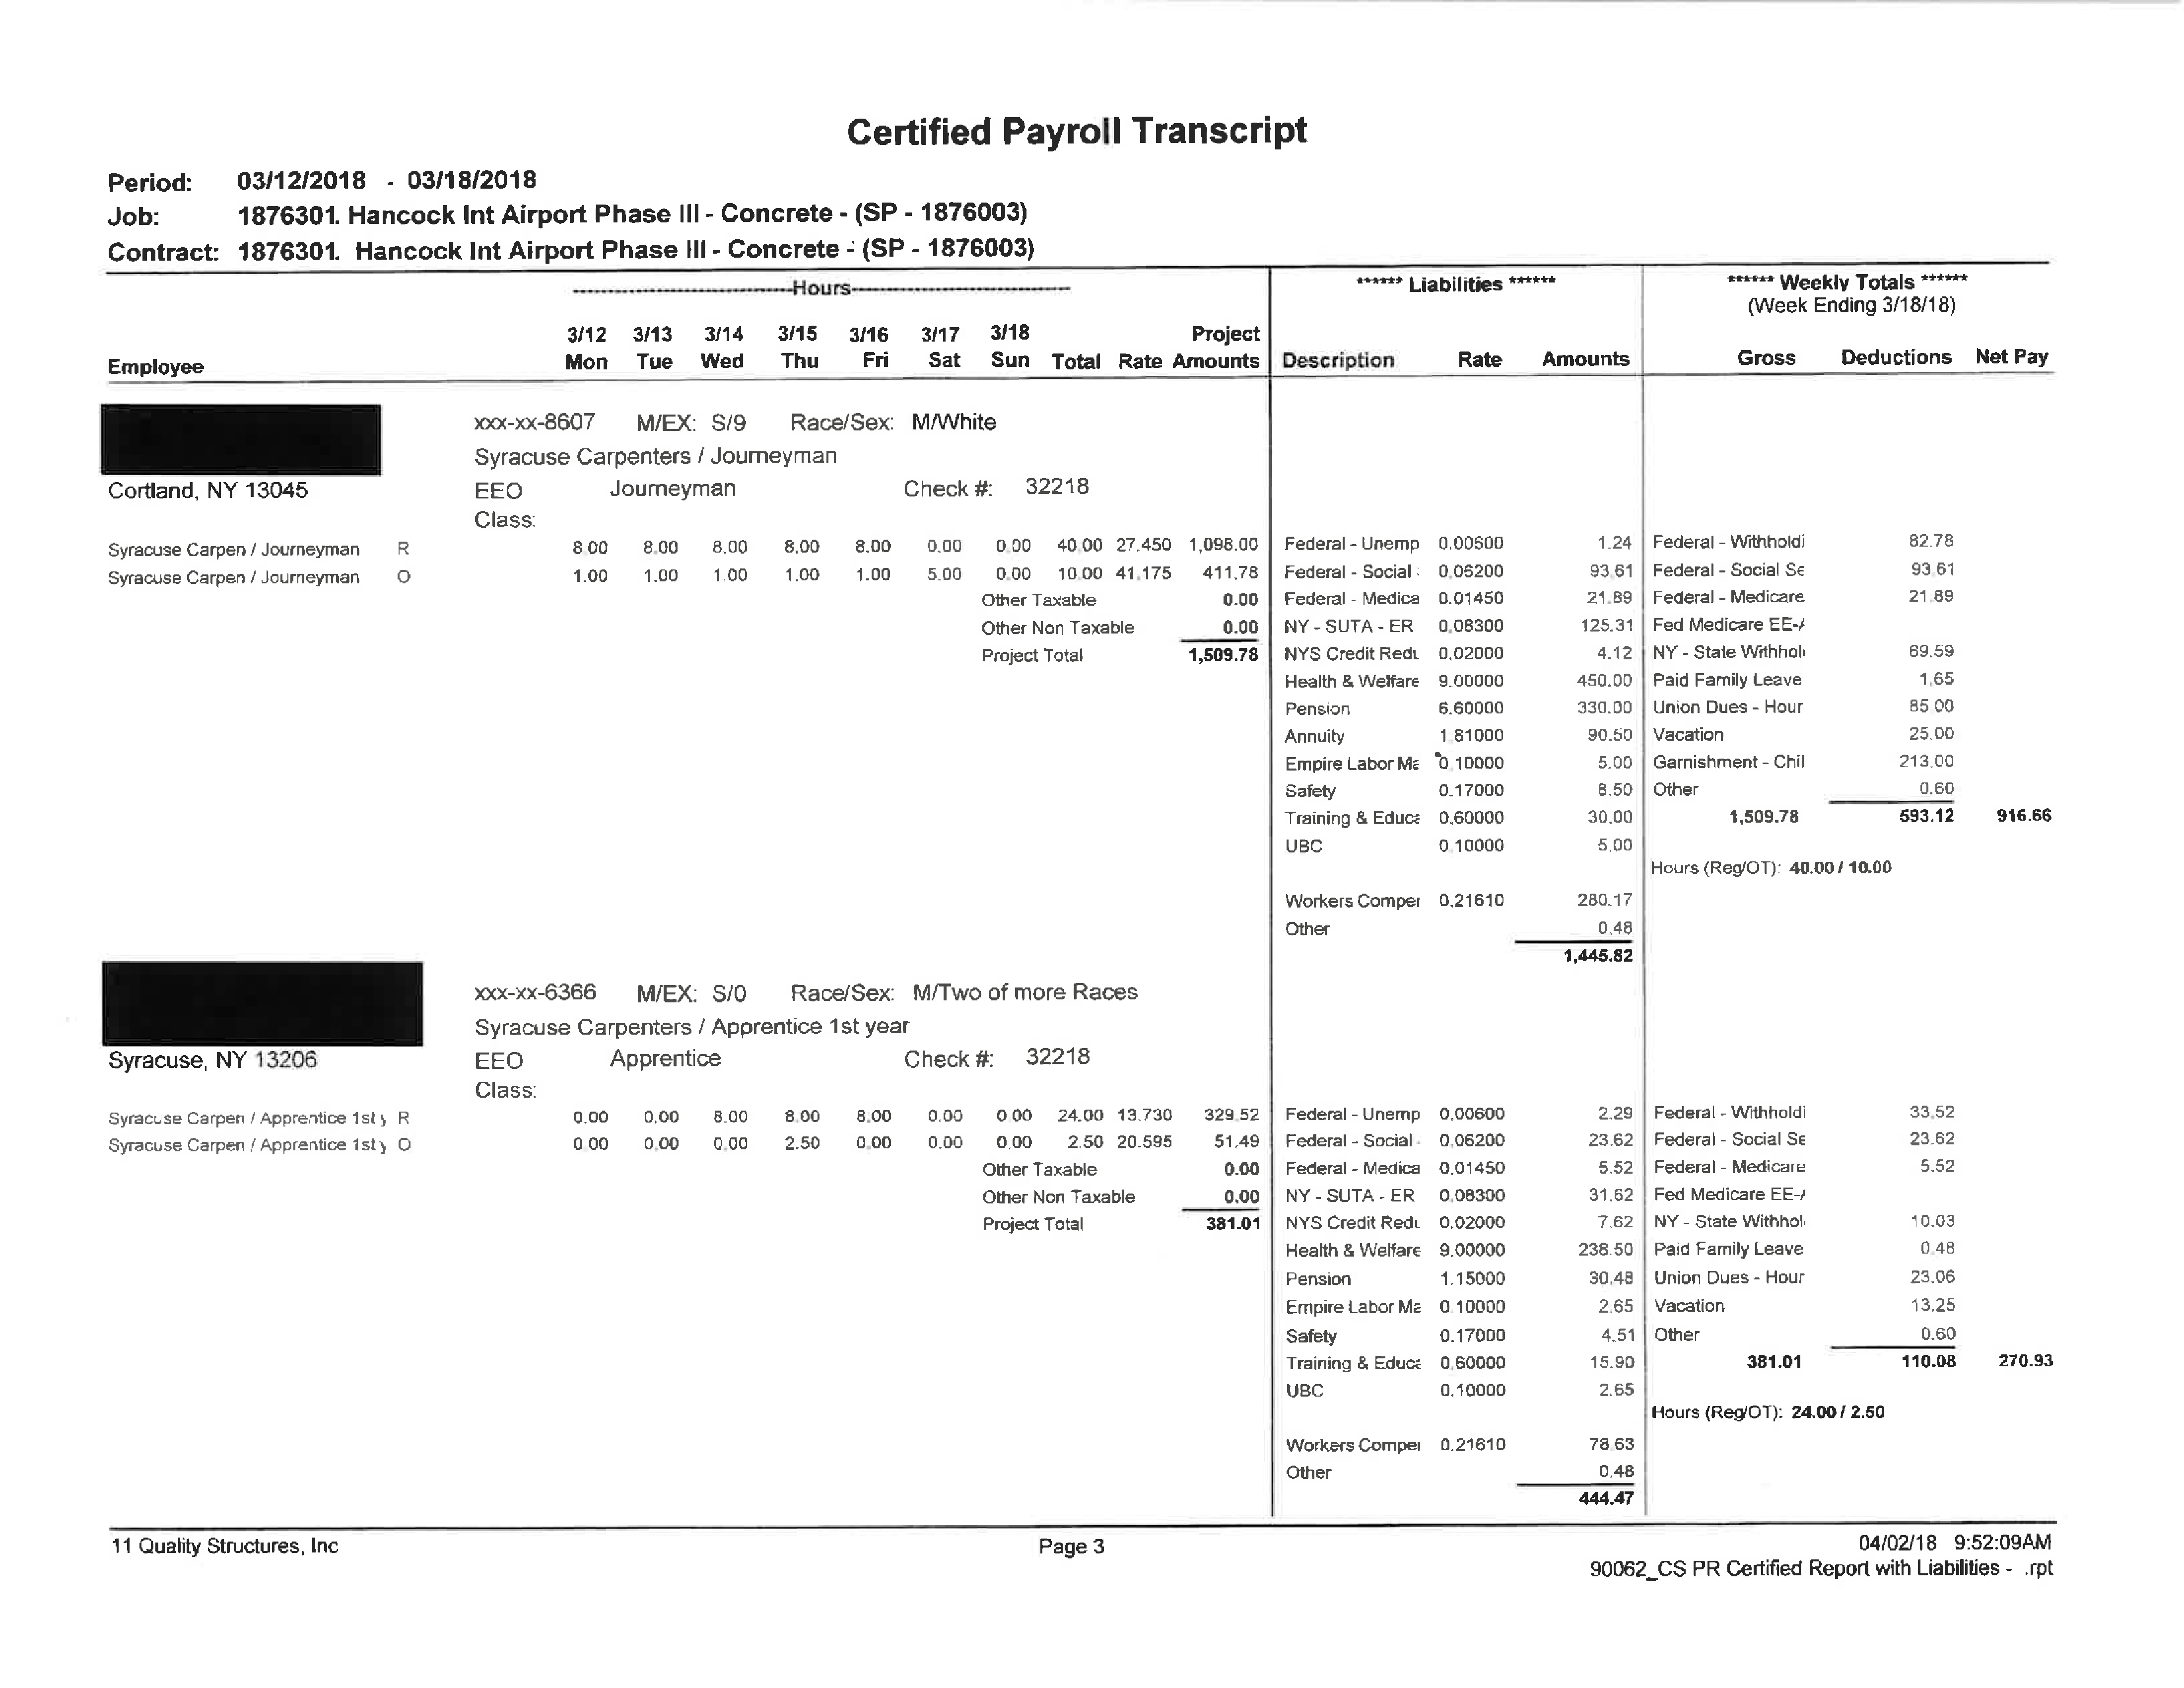 Certified Payroll Transcript
Period: 03/12/2018 - 03/18/2018
Job: 1876301. Hancock Int Airport Phase III - Concrete - (SP - 1876003)
Contract: 1876301. Hancock Int Airport Phase III - Concrete - (SP - 1876003)
Hours ****** Liabilities ****** ****** Weekly Totals ******
(Week Ending 3/18/18)
3/12 3/13 3/14 3/15 3/16 3/17 3/18 Project
Employee Mon Tue Wed Thu Fri Sat Sun Total Rate Amounts Description Rate Amounts Gross Deductions Net Pay
xxx-xx-8607 M/EX: S/9 Race/Sex: M/White
Syracuse Carpenters / Journeyman
Cortland, NY 13045 EEO Journeyman Check #: 32218
Class:
Syracuse Carpen / Journeyman R 8.00 8.00 8.00 8.00 8.00 0.00 0.00 40.00 27.450 1,098.00 Federal - Unemp 0.00600 1.24 Federal - Withholdi 82.78
Syracuse Carpen / Journeyman O 1.00 1.00 1.00 1.00 1.00 5.00 0.00 10.00 41.175 411.78 Federal - Social 0.06200 93.61 Federal - Social Se 93.61
Other Taxable 0.00 Federal - Medica 0.01450 21.89 Federal - Medicare 21.89
Other Non Taxable 0.00 NY - SUTA - ER 0.08300 125.31 Fed Medicare EE-A
Project Total 1,509.78 NYS Credit Redu 0.02000 4.12 NY - State Withhol 69.59
Health & Welfare 9.00000 450.00 Paid Family Leave 1.65
Pension 6.60000 330.00 Union Dues - Hour 85.00
Annuity 1.81000 90.50 Vacation 25.00
Empire Labor Ma 0.10000 5.00 Garnishment - Chil 213.00
Safety 0.17000 8.50 Other 0.60
Training & Educa 0.60000 30.00 1,509.78 593.12 916.66
UBC 0.10000 5.00
Hours (Reg/OT): 40.00 / 10.00
Workers Comper 0.21610 280.17
Other 0.48
1,445.82
xxx-xx-6366 M/EX: S/0 Race/Sex: M/Two of more Races
Syracuse Carpenters / Apprentice 1st year
Syracuse, NY 13206 EEO Apprentice Check #: 32218
Class:
Syracuse Carpen / Apprentice 1st y R 0.00 0.00 8.00 8.00 8.00 0.00 0.00 24.00 13.730 329.52 Federal - Unemp 0.00600 2.29 Federal - Withholdi 33.52
Syracuse Carpen / Apprentice 1st y O 0.00 0.00 0.00 2.50 0.00 0.00 0.00 2.50 20.595 51.49 Federal - Social 0.06200 23.62 Federal - Social Se 23.62
Other Taxable 0.00 Federal - Medica 0.01450 5.52 Federal - Medicare 5.52
Other Non Taxable 0.00 NY - SUTA - ER 0.08300 31.62 Fed Medicare EE-A
Project Total 381.01 NYS Credit Redu 0.02000 7.62 NY - State Withhol 10.03
Health & Welfare 9.00000 238.50 Paid Family Leave 0.48
Pension 1.15000 30.48 Union Dues - Hour 23.06
Empire Labor Ma 0.10000 2.65 Vacation 13.25
Safety 0.17000 4.51 Other 0.60
Training & Educa 0.60000 15.90 381.01 110.08 270.93
UBC 0.10000 2.65
Hours (Reg/OT): 24.00 / 2.50
Workers Comper 0.21610 78.63
Other 0.48
444.47
11 Quality Structures, Inc Page 3 04/02/18 9:52:09AM
90062_CS PR Certified Report with Liabilities - .rpt